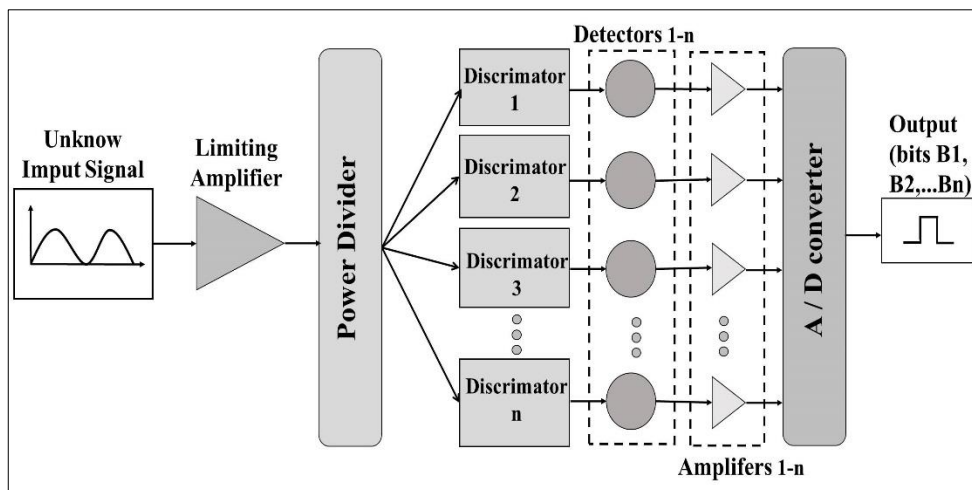 Unknow
Imput Signal
Limiting
Amplifier
Power Divider
Discrimator
1
Discrimator
2
Discrimator
3
Discrimator
n
Detectors 1-n
Amplifers 1-n
A / D converter
Output
(bits B1,
B2,...Bn)